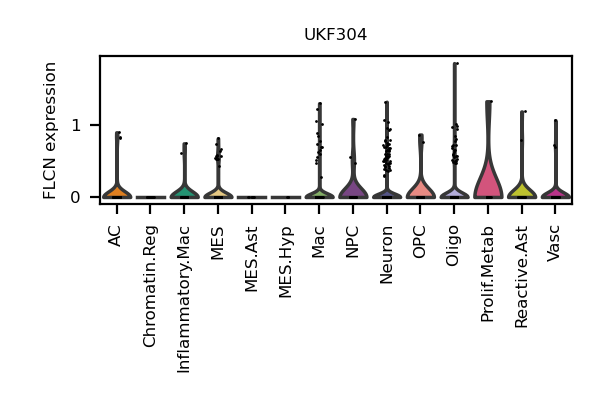 UKF304
FLCN expression
1
0
AC
Chromatin.Reg
Inflammatory.Mac
MES
MES.Ast
MES.Hyp
Mac
NPC
Neuron
OPC
Oligo
Prolif.Metab
Reactive.Ast
Vasc